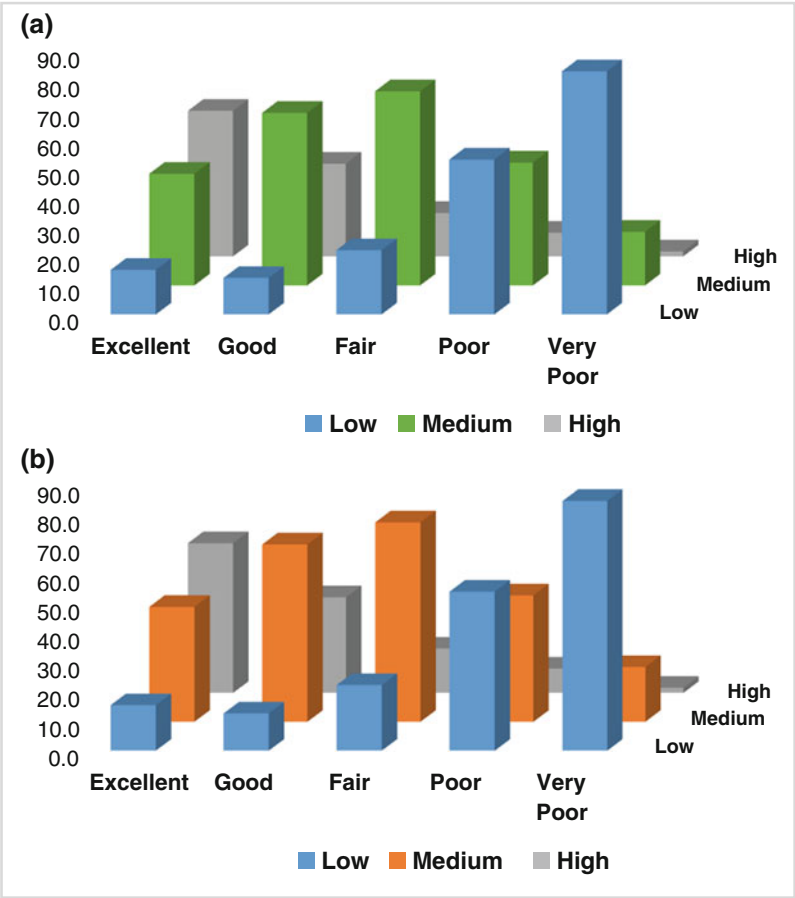 (a)
90.0
80.0
70.0
60.0
50.0
40.0
30.0
20.0
10.0
0.0
High
Medium
Low
Excellent Good Fair Poor Very
Poor
Low Medium High
(b)
90.0
80.0
70.0
60.0
50.0
40.0
30.0
20.0
10.0
0.0
High
Medium
Low
Excellent Good Fair Poor Very
Poor
Low Medium High